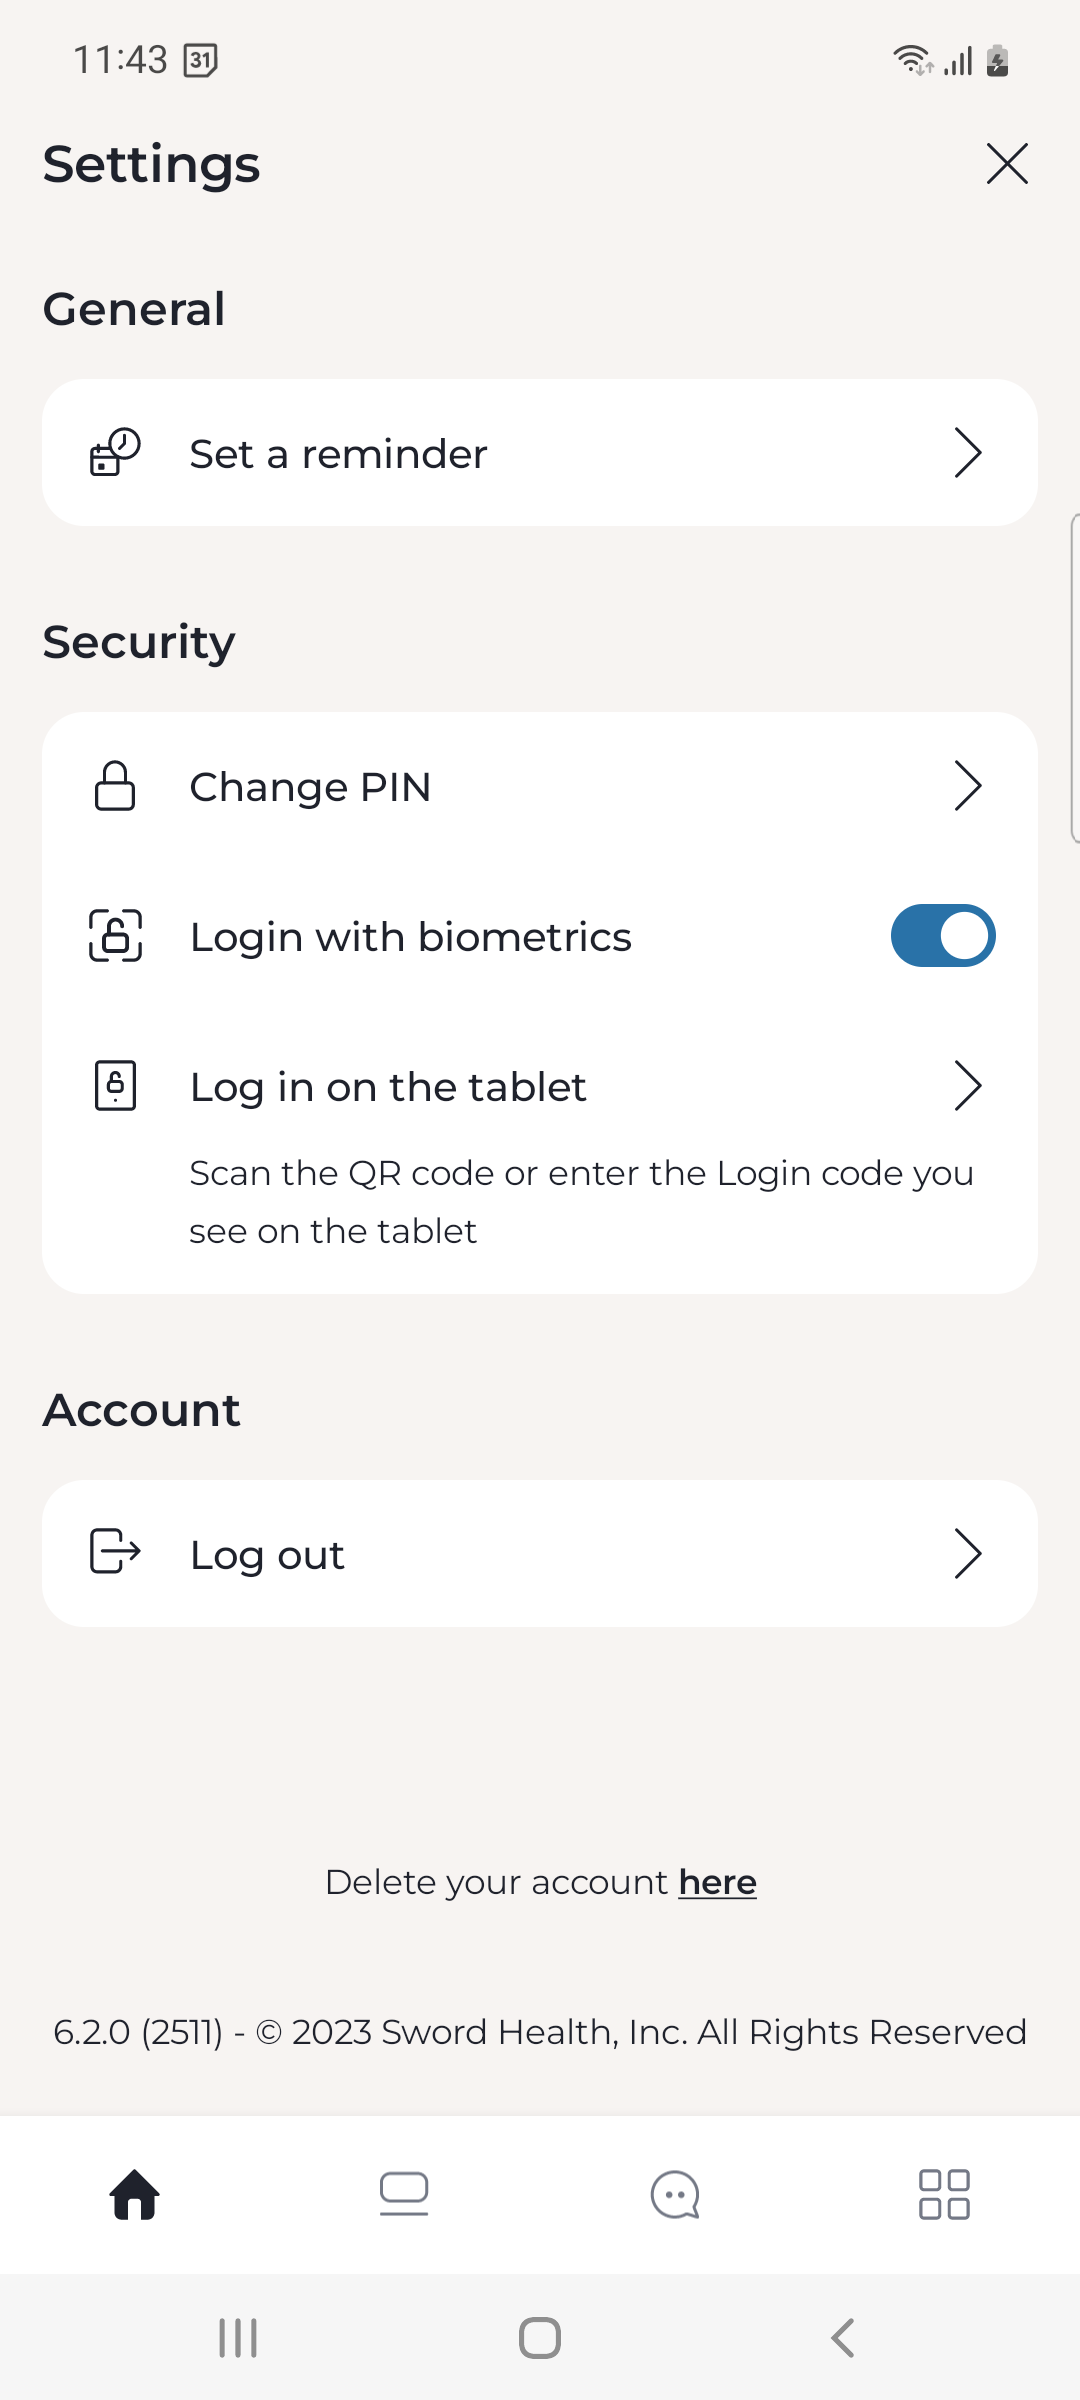 11:43 31
Settings
General
Set a reminder
Security
Change PIN
Login with biometrics
Log in on the tablet
Scan the QR code or enter the Login code you
see on the tablet
Account
Log out
Delete your account here
6.2.0 (2511) - © 2023 Sword Health, Inc. All Rights Reserved